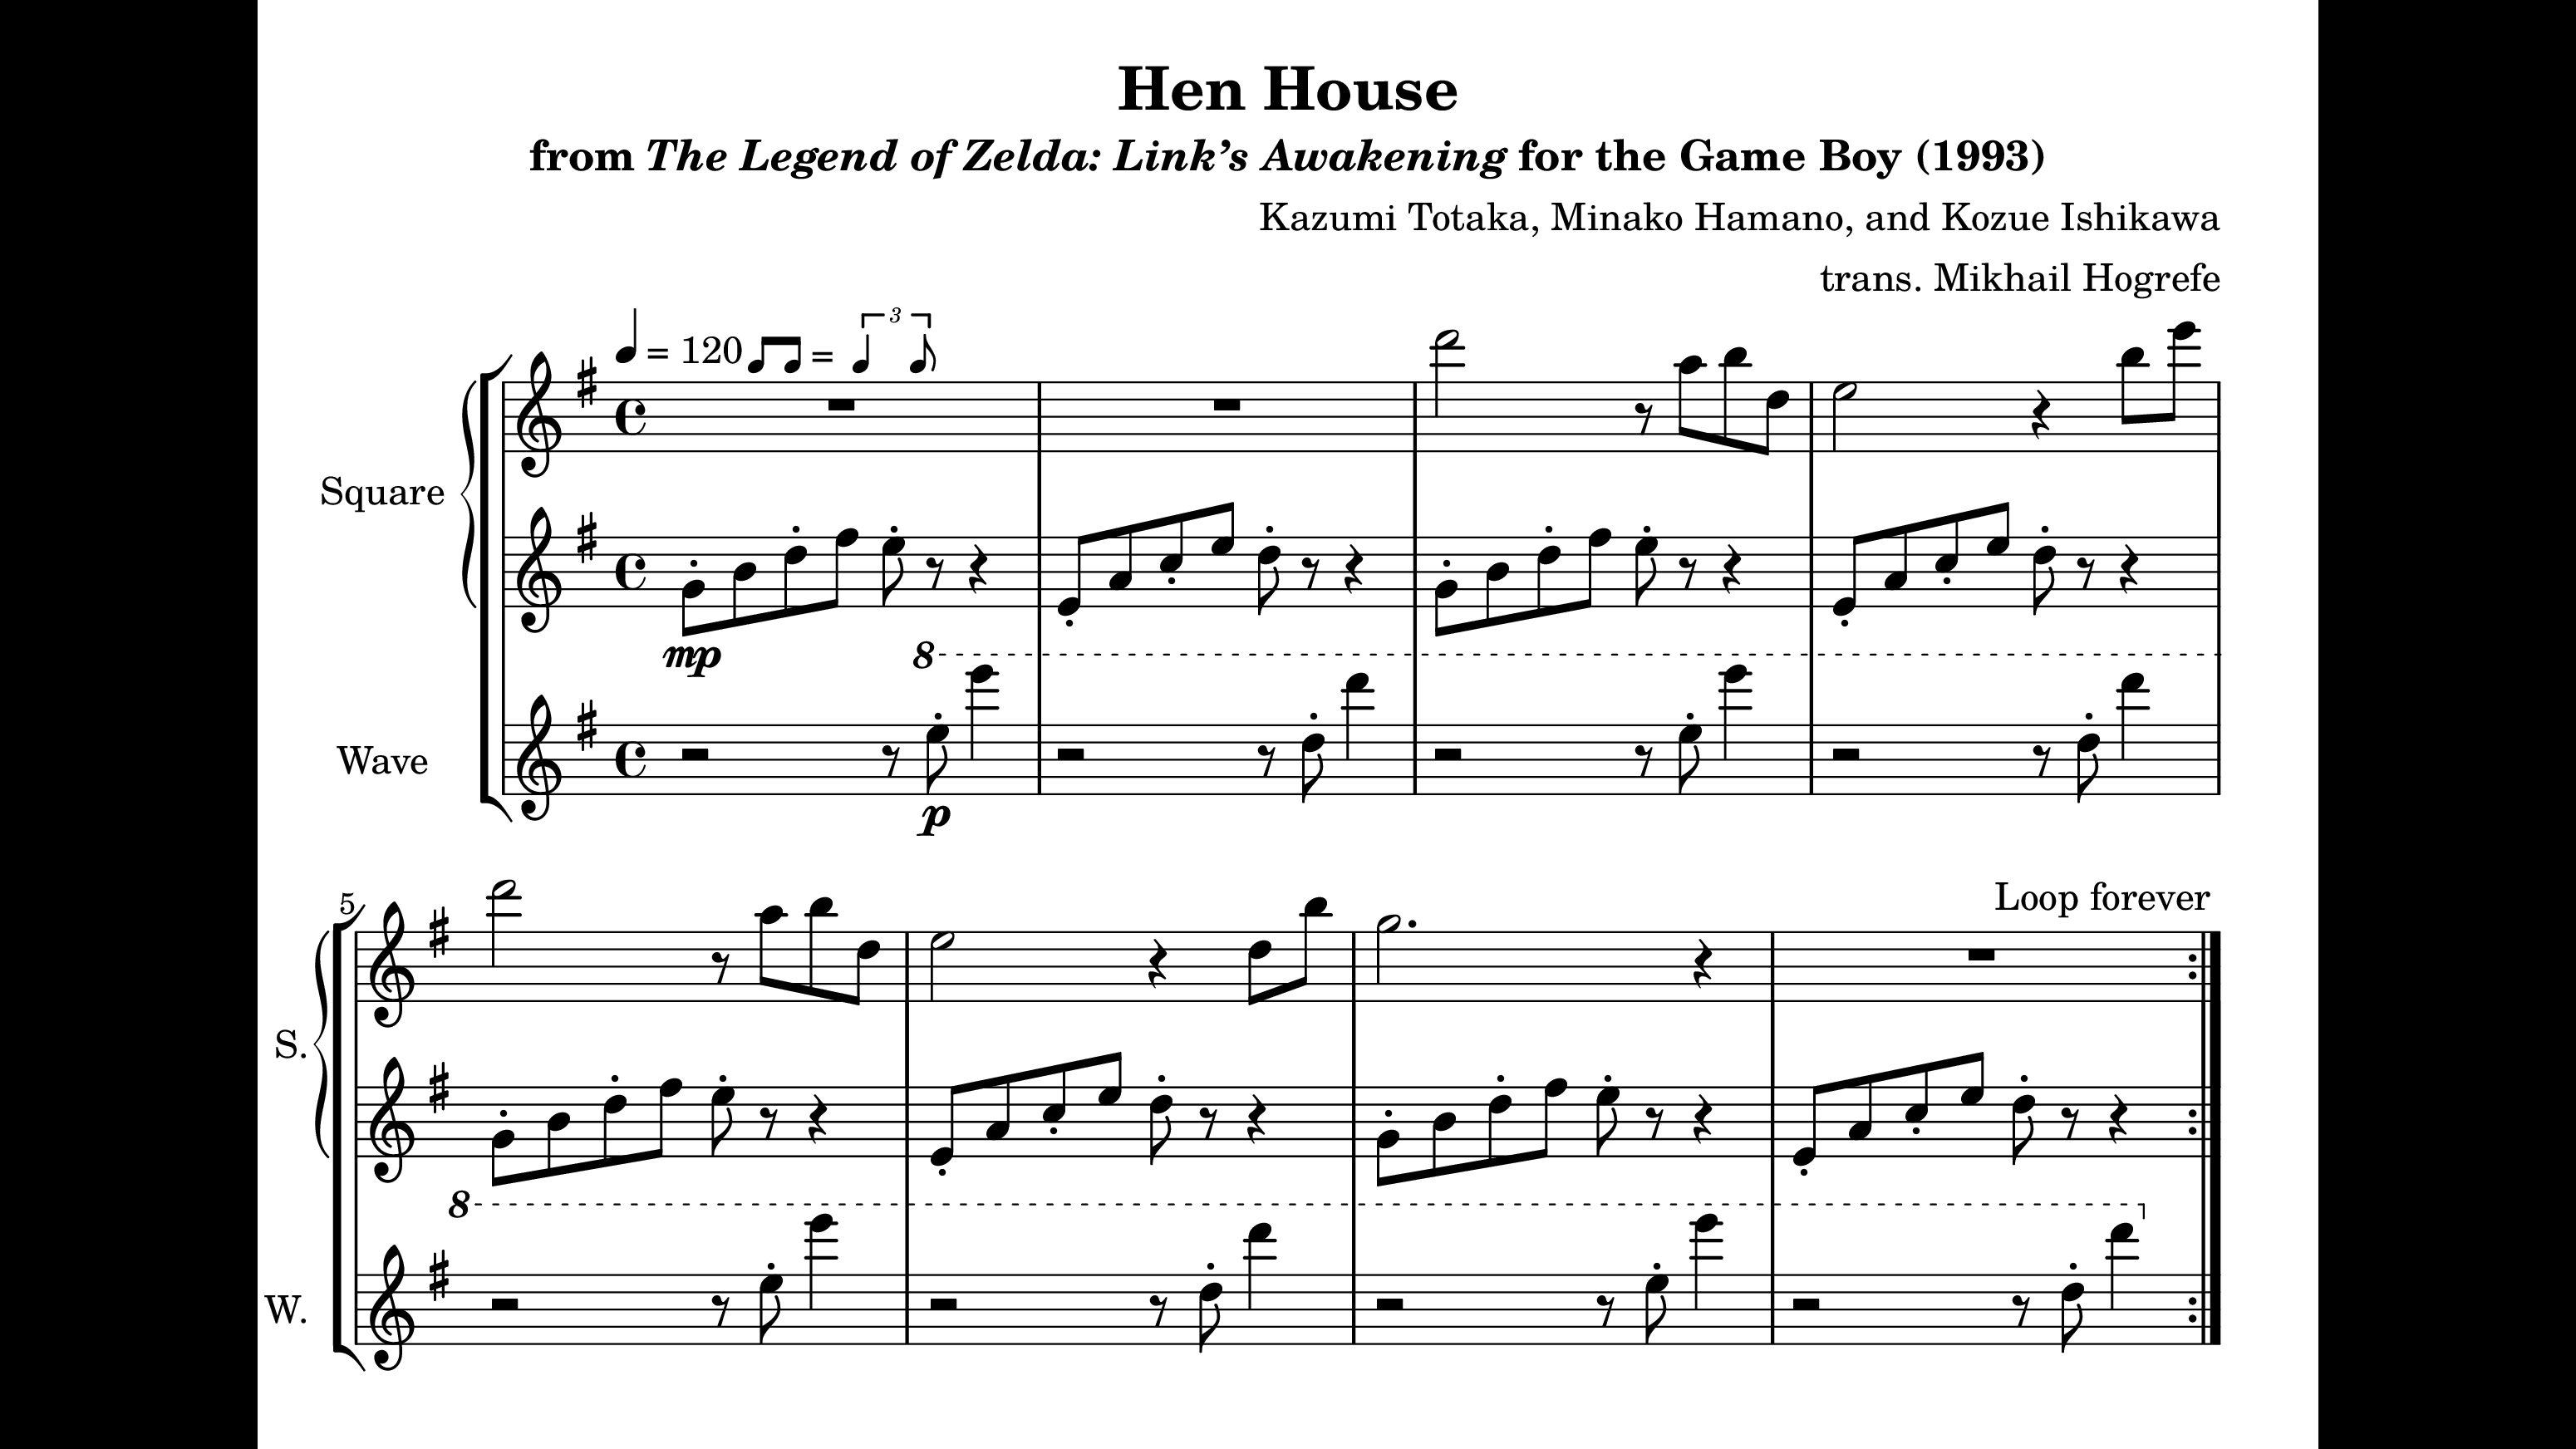 Hen House
from The Legend of Zelda: Link’s Awakening for the Game Boy (1993)
Kazumi Totaka, Minako Hamano, and Kozue Ishikawa
trans. Mikhail Hogrefe
= 120 = 3
Square
mp
8
Wave
p
5
Loop forever
S.
8
W.